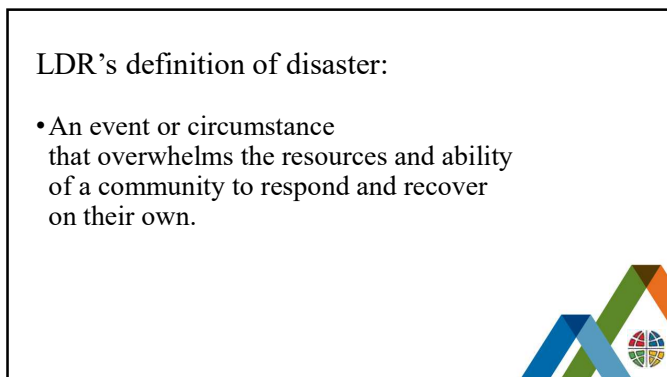 LDR’s definition of disaster:
•An event or circumstance
that overwhelms the resources and ability
of a community to respond and recover
on their own.